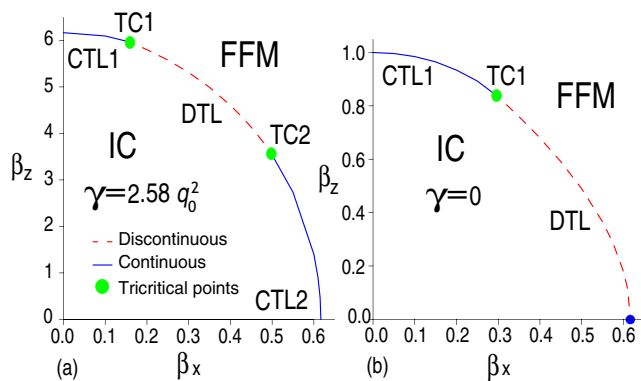 6
5
4
3
2
1
0
β_z
TC1
CTL1
FFM
DTL
TC2
IC
γ=2.58 q_0^2
Discontinuous
Continuous
Tricritical points
CTL2
0.0 0.1 0.2 0.3 0.4 0.5 0.6
(a)
β_x
1.0
0.8
0.6
0.4
0.2
0.0
β_z
CTL1
TC1
FFM
IC
γ=0
DTL
0.0 0.1 0.2 0.3 0.4 0.5 0.6
(b)
β_x